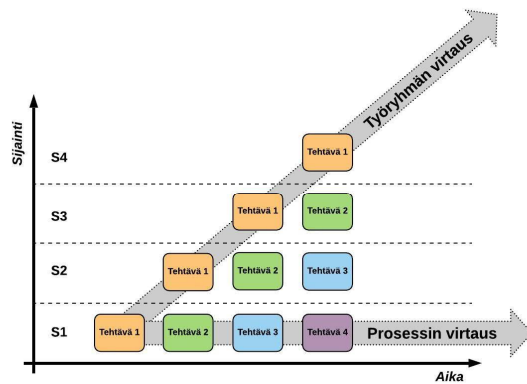 Työryhmän virtaus
Sijainti
S4
Tehtävä 1
S3
Tehtävä 1
Tehtävä 2
S2
Tehtävä 1
Tehtävä 2
Tehtävä 3
S1
Tehtävä 1
Tehtävä 2
Tehtävä 3
Tehtävä 4
Prosessin virtaus
Aika